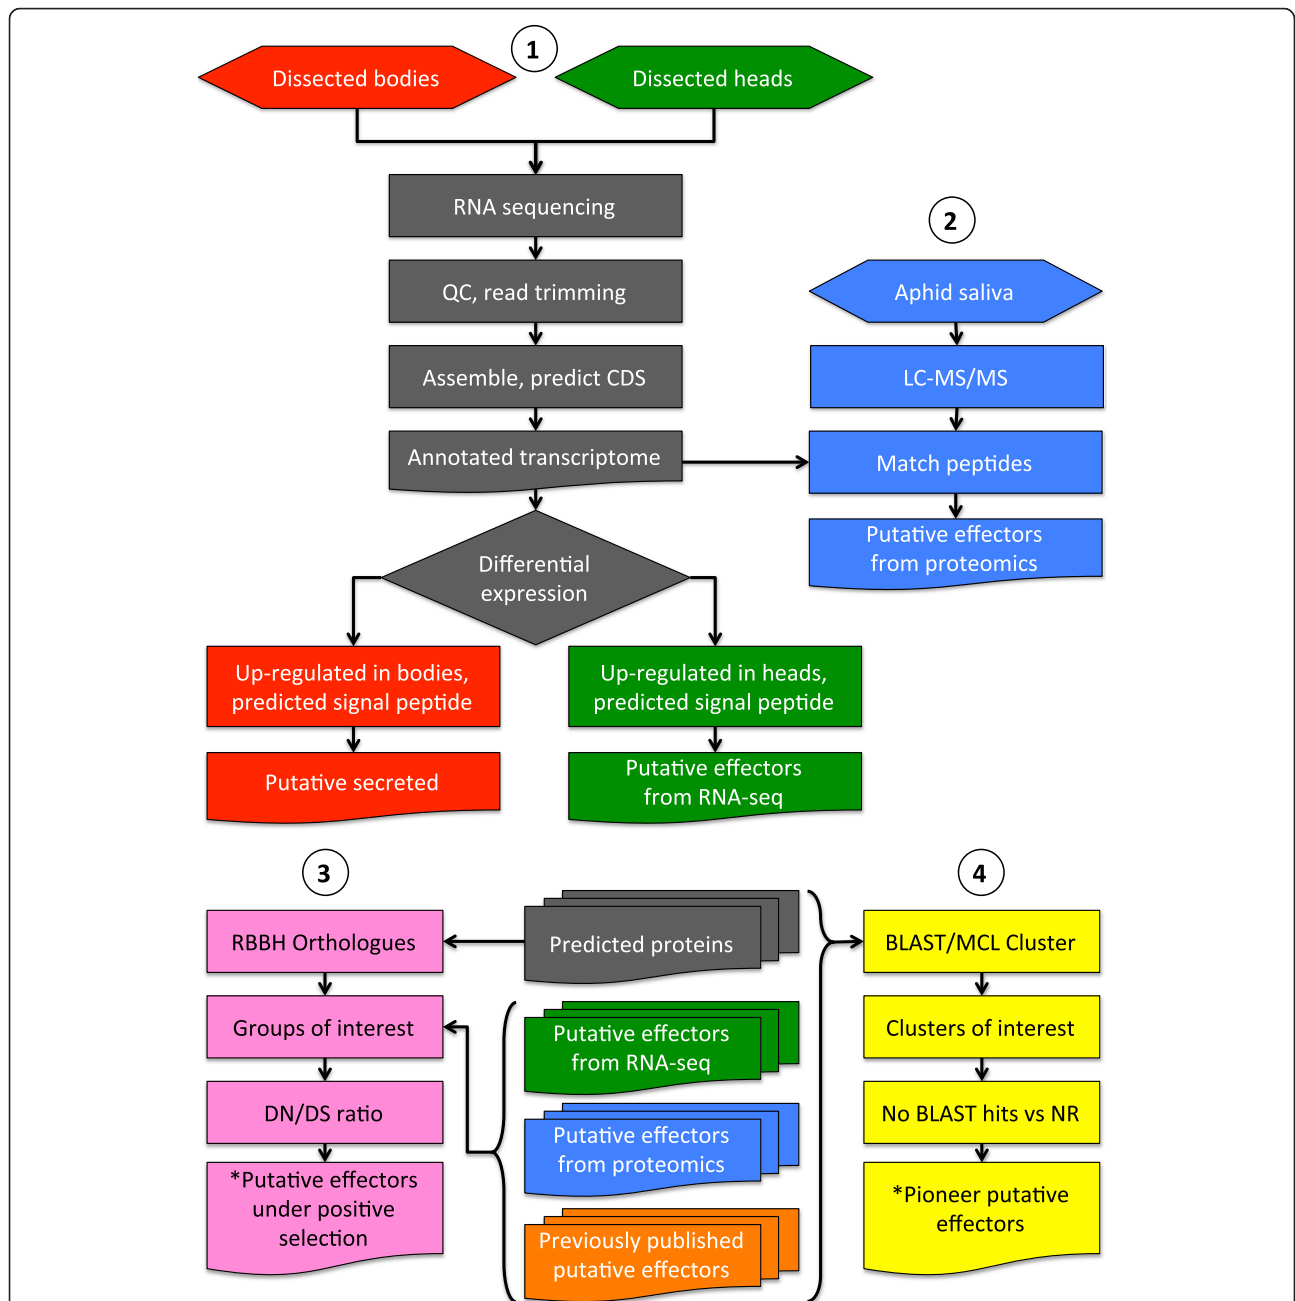 1
Dissected bodies
Dissected heads
RNA sequencing
QC, read trimming
Assemble, predict CDS
Annotated transcriptome
Differential
expression
Up-regulated in bodies,
predicted signal peptide
Up-regulated in heads,
predicted signal peptide
Putative secreted
Putative effectors
from RNA-seq
2
Aphid saliva
LC-MS/MS
Match peptides
Putative effectors
from proteomics
3
RBBH Orthologues
Groups of interest
DN/DS ratio
*Putative effectors
under positive
selection
Predicted proteins
Putative effectors
from RNA-seq
Putative effectors
from proteomics
Previously published
putative effectors
4
BLAST/MCL Cluster
Clusters of interest
No BLAST hits vs NR
*Pioneer putative
effectors